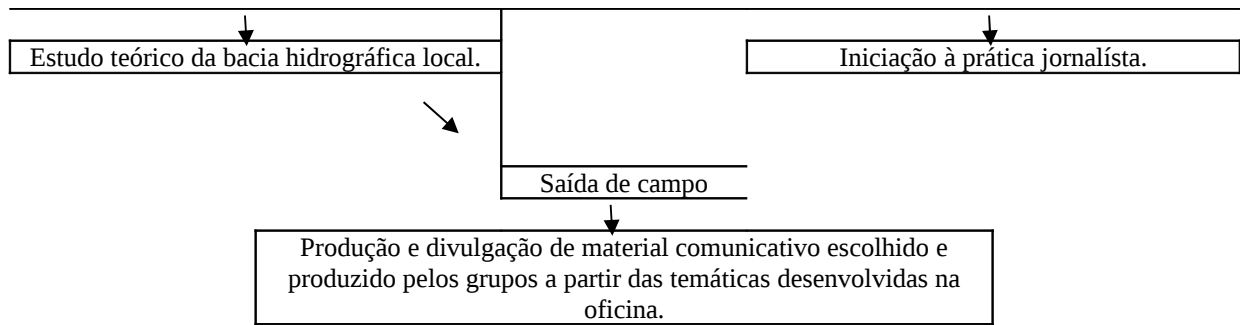 Estudo teórico da bacia hidrográfica local.
Iniciação à prática jornalísta.
Saída de campo
Produção e divulgação de material comunicativo escolhido e
produzido pelos grupos a partir das temáticas desenvolvidas na
oficina.